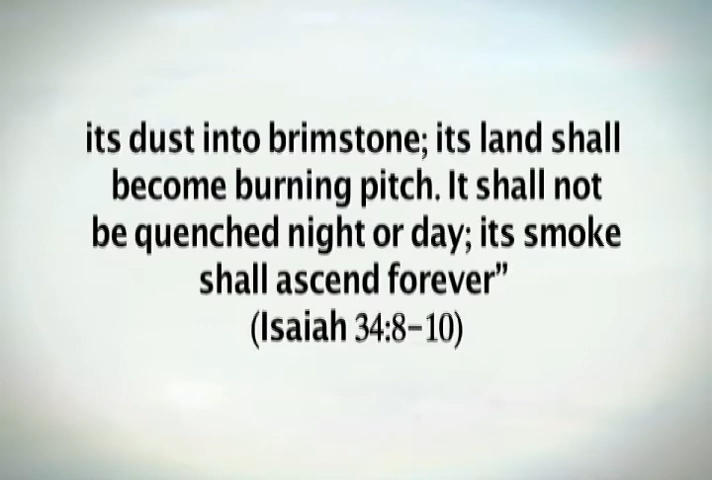 its dust into brimstone; its land shall
become burning pitch. It shall not
be quenched night or day; its smoke
shall ascend forever”
(Isaiah 34:8–10)